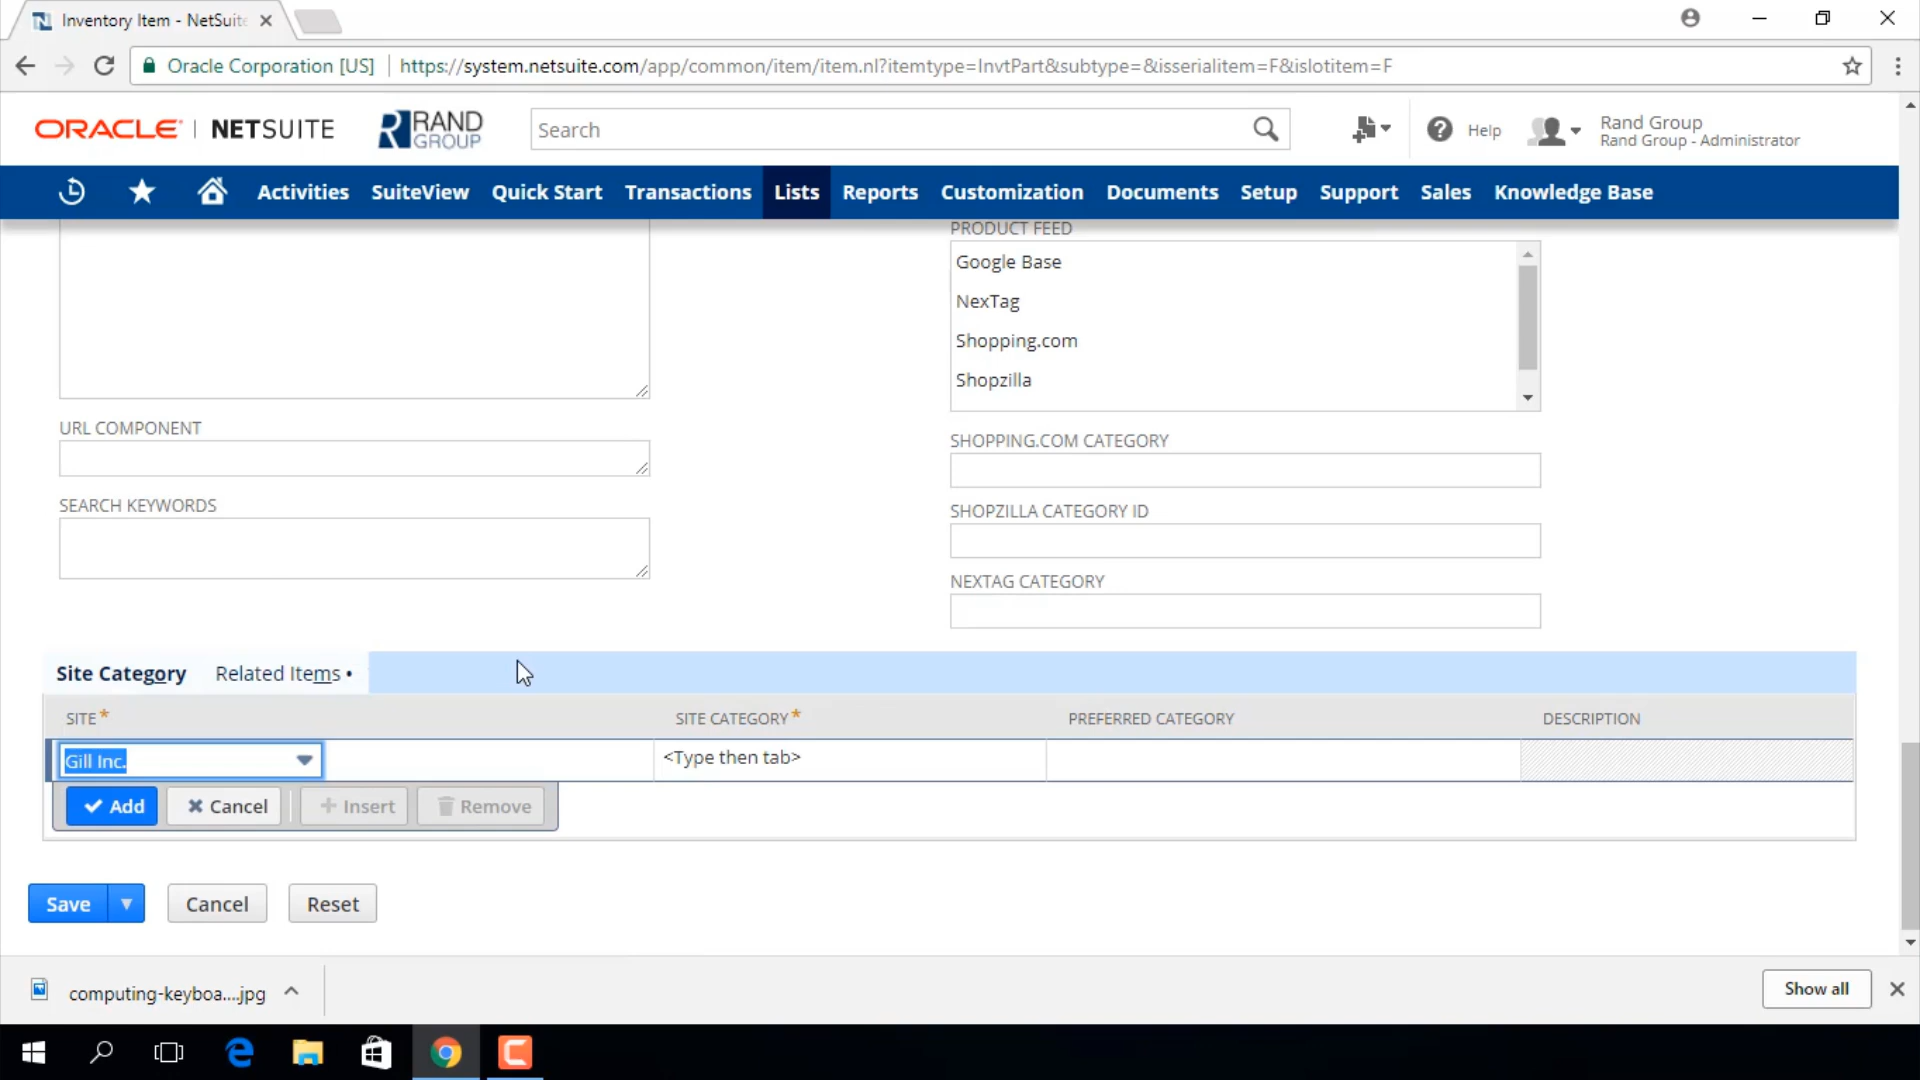 Inventory Item - NetSuite
Oracle Corporation [US] https://system.netsuite.com/app/common/item/item.nl?itemtype=InvtPart&subtype=&isserialitem=F&islotitem=F
ORACLE | NETSUITE
RAND GROUP
Search
Help
Rand Group
Rand Group - Administrator
Activities SuiteView Quick Start Transactions Lists Reports Customization Documents Setup Support Sales Knowledge Base
PRODUCT FEED
Google Base
NexTag
Shopping.com
Shopzilla
URL COMPONENT
SHOPPING.COM CATEGORY
SEARCH KEYWORDS
SHOPZILLA CATEGORY ID
NEXTAG CATEGORY
Site Category Related Items •
SITE* SITE CATEGORY* PREFERRED CATEGORY DESCRIPTION
Gill Inc. <Type then tab>
Add Cancel Insert Remove
Save Cancel Reset
computing-keyboa....jpg Show all